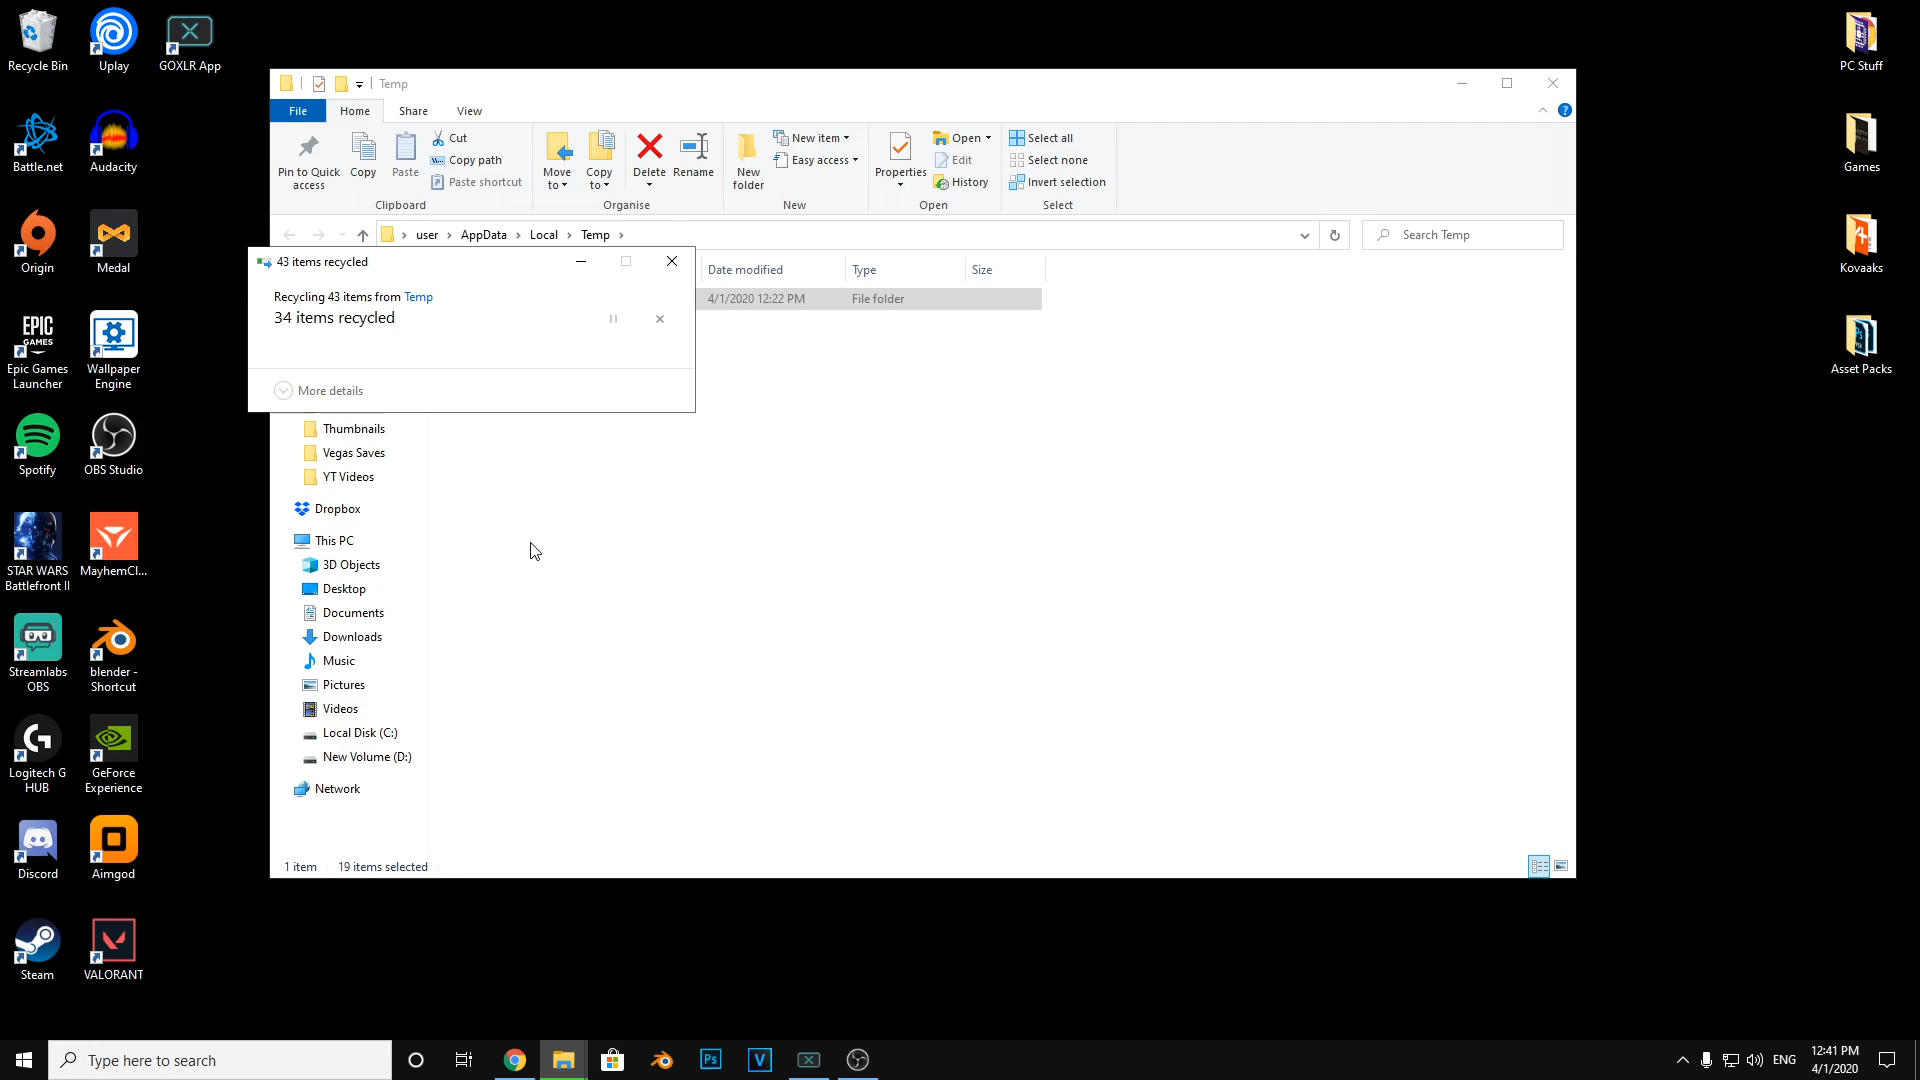 Recycle Bin
Uplay
GOXLR App
Battle.net
Audacity
Origin
Medal
EPIC
GAMES
Epic Games
Launcher
Wallpaper
Engine
Spotify
OBS Studio
STAR WARS
Battlefront II
MayhemCl...
Streamlabs
OBS
blender -
Shortcut
Logitech G
HUB
GeForce
Experience
Discord
Aimgod
Steam
VALORANT
Temp
File
Home
Share
View
Pin to Quick
access
Copy
Paste
Cut
Copy path
Paste shortcut
Clipboard
Move
to
Copy
to
Delete
Rename
Organise
New
folder
New item
Easy access
New
Properties
Open
Edit
History
Open
Select all
Select none
Invert selection
Select
user
AppData
Local
Temp
Search Temp
Date modified
Type
Size
4/1/2020 12:22 PM
File folder
43 items recycled
Recycling 43 items from Temp
34 items recycled
More details
Thumbnails
Vegas Saves
YT Videos
Dropbox
This PC
3D Objects
Desktop
Documents
Downloads
Music
Pictures
Videos
Local Disk (C:)
New Volume (D:)
Network
1 item
19 items selected
PC Stuff
Games
Kovaaks
Asset Packs
Type here to search
Ps
V
ENG
12:41 PM
4/1/2020